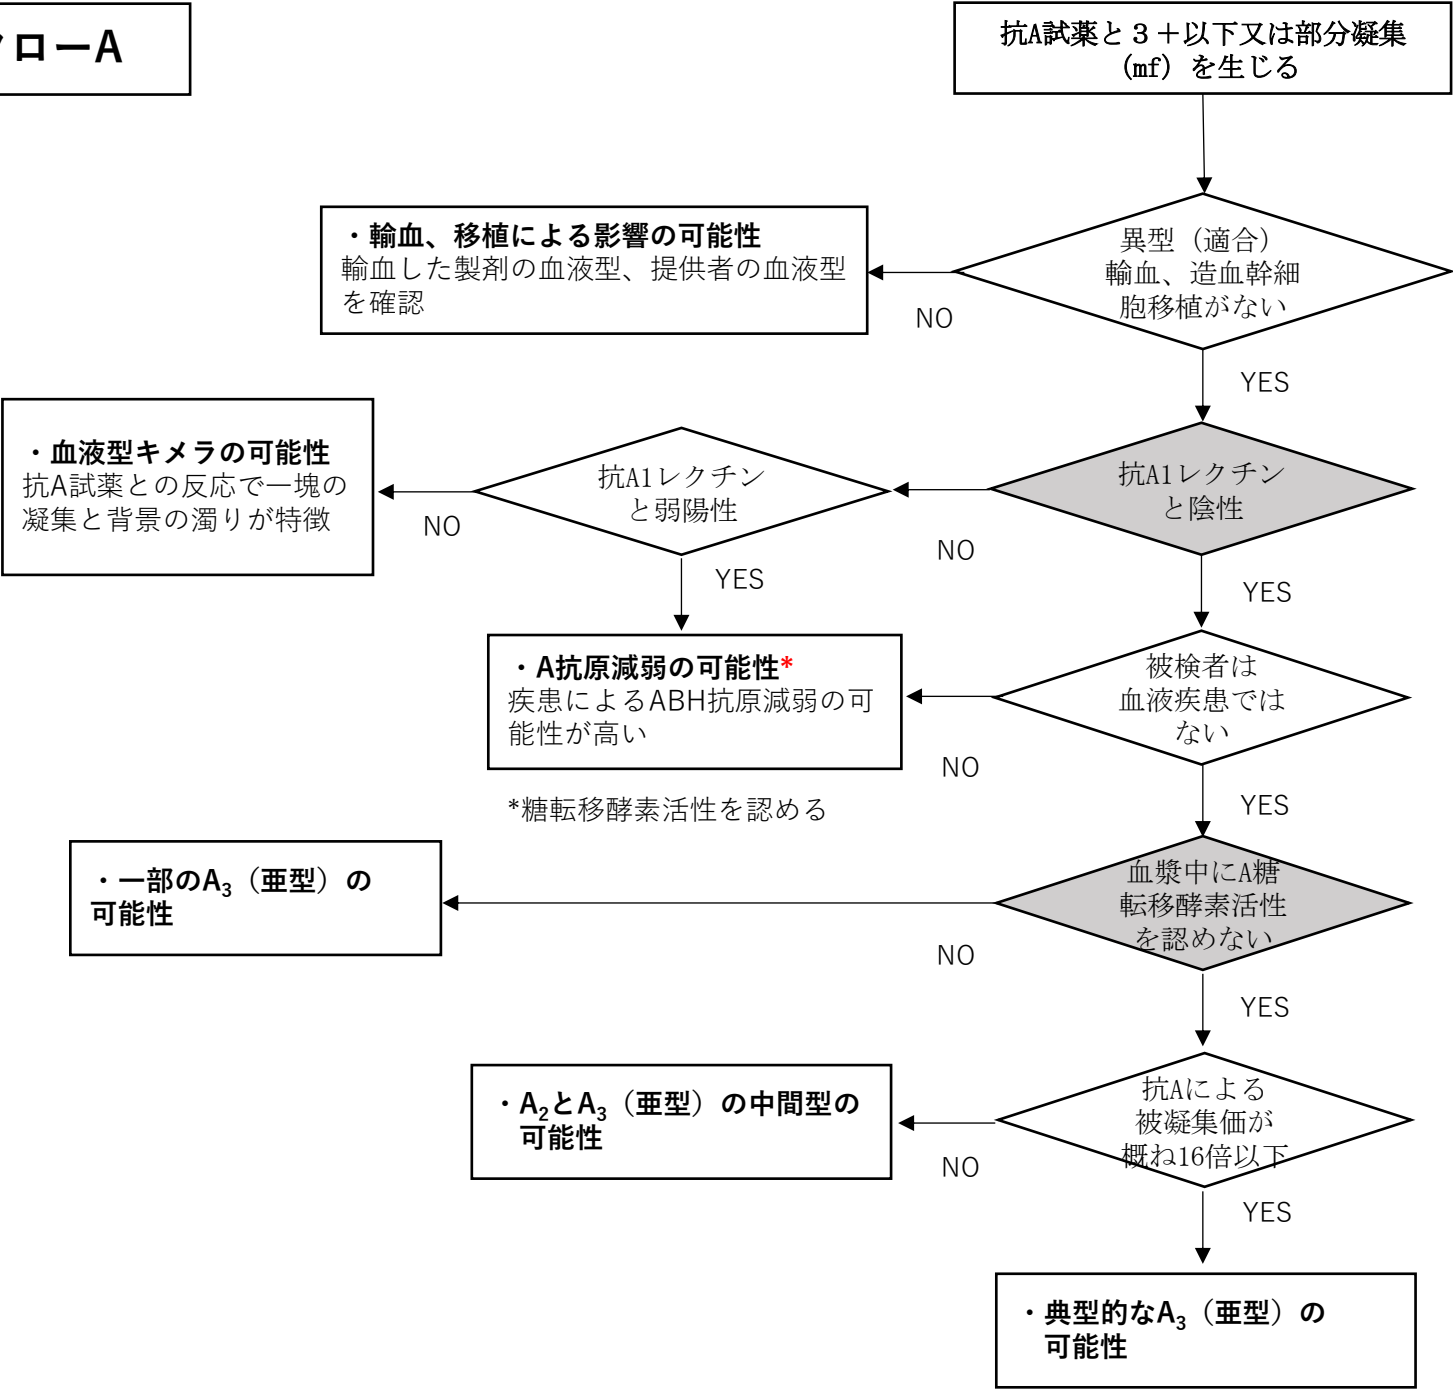 ローA
抗A試薬と３＋以下又は部分凝集
(mf) を生じる
異型（適合）
輸血、造血幹細
胞移植がない
・輸血、移植による影響の可能性
輸血した製剤の血液型、提供者の血液型
を確認
NO
YES
・血液型キメラの可能性
抗A試薬との反応で一塊の
凝集と背景の濁りが特徴
抗A1レクチン
と弱陽性
抗A1レクチン
と陰性
NO
NO
YES
YES
・A抗原減弱の可能性*
疾患によるABH抗原減弱の可
能性が高い
被検者は
血液疾患では
ない
NO
*糖転移酵素活性を認める
YES
・一部のA₃（亜型）の
可能性
血漿中にA糖
転移酵素活性
を認めない
NO
YES
・A₂とA₃（亜型）の中間型の
可能性
抗Aによる
被凝集価が
概ね16倍以下
NO
YES
・典型的なA₃（亜型）の
可能性